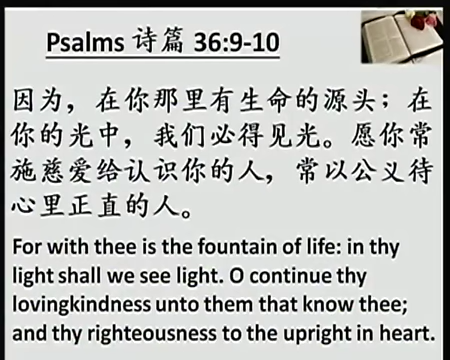 Psalms 诗篇 36:9-10
因为，在你那里有生命的源头；在
你的光中，我们必得见光。愿你常
施慈爱给认识你的人，常以公义待
心里正直的人。
For with thee is the fountain of life: in thy
light shall we see light. O continue thy
lovingkindness unto them that know thee;
and thy righteousness to the upright in heart.